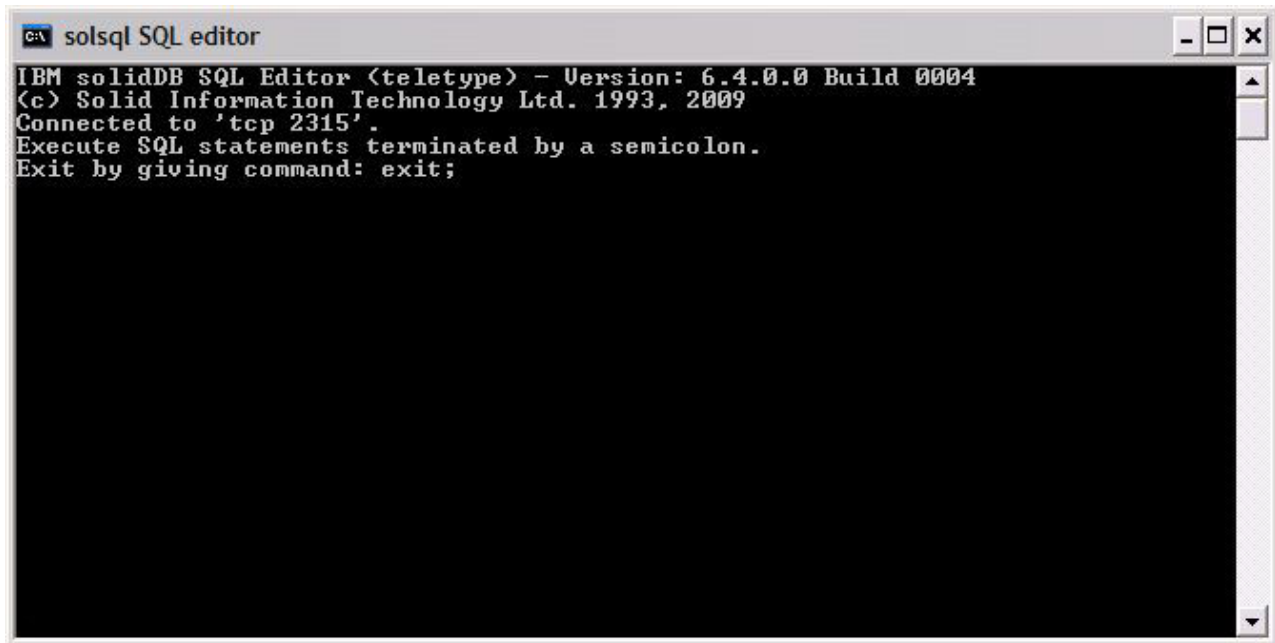 solsql SQL editor
IBM solidDB SQL Editor (teletype) - Version: 6.4.0.0 Build 0004
(c) Solid Information Technology Ltd. 1993, 2009
Connected to 'tcp 2315'.
Execute SQL statements terminated by a semicolon.
Exit by giving command: exit;